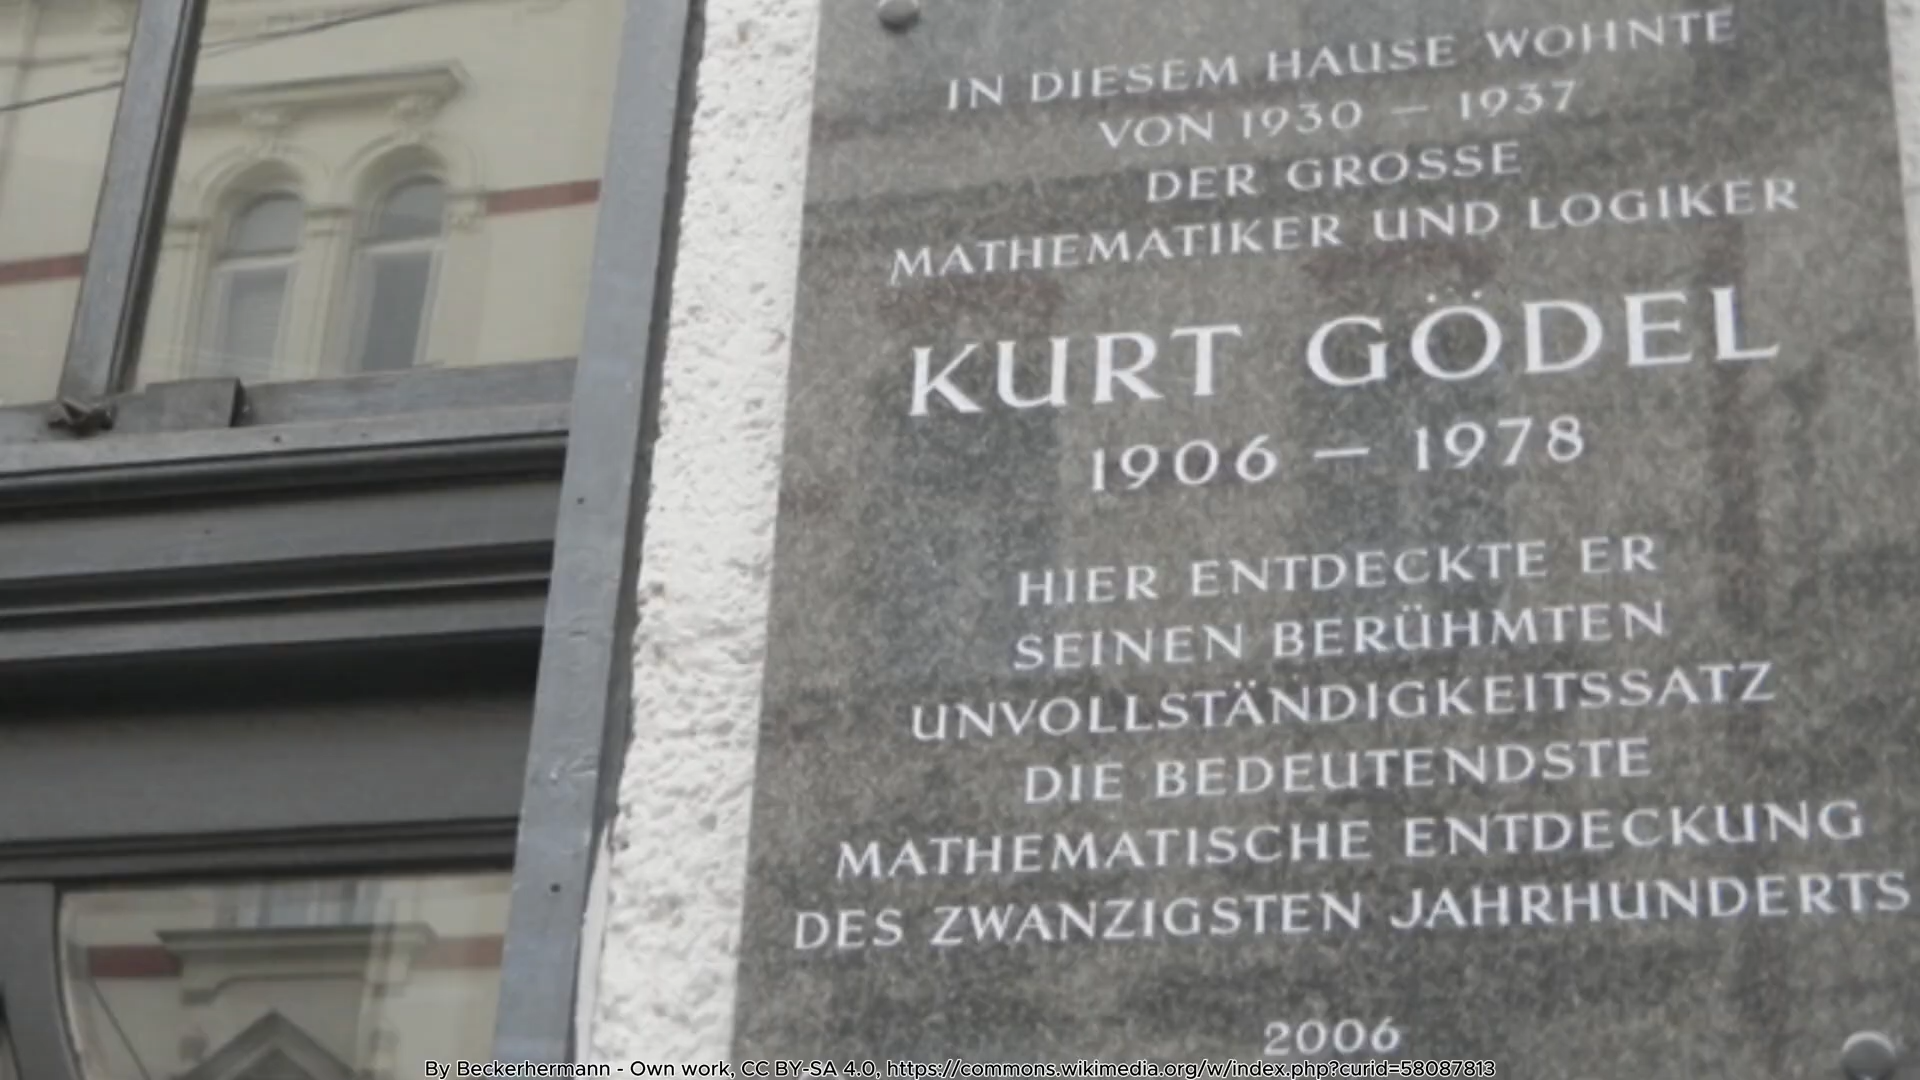 IN DIESEM HAUSE WOHNTE
VON 1930 – 1937
DER GROSSE
MATHEMATIKER UND LOGIKER
KURT GÖDEL
1906 – 1978
HIER ENTDECKTE ER
SEINEN BERÜHMTEN
UNVOLLSTÄNDIGKEITSSATZ
DIE BEDEUTENDSTE
MATHEMATISCHE ENTDECKUNG
DES ZWANZIGSTEN JAHRHUNDERTS
2006
By Beckerhermann - Own work, CC BY-SA 4.0, https://commons.wikimedia.org/w/index.php?curid=58087813